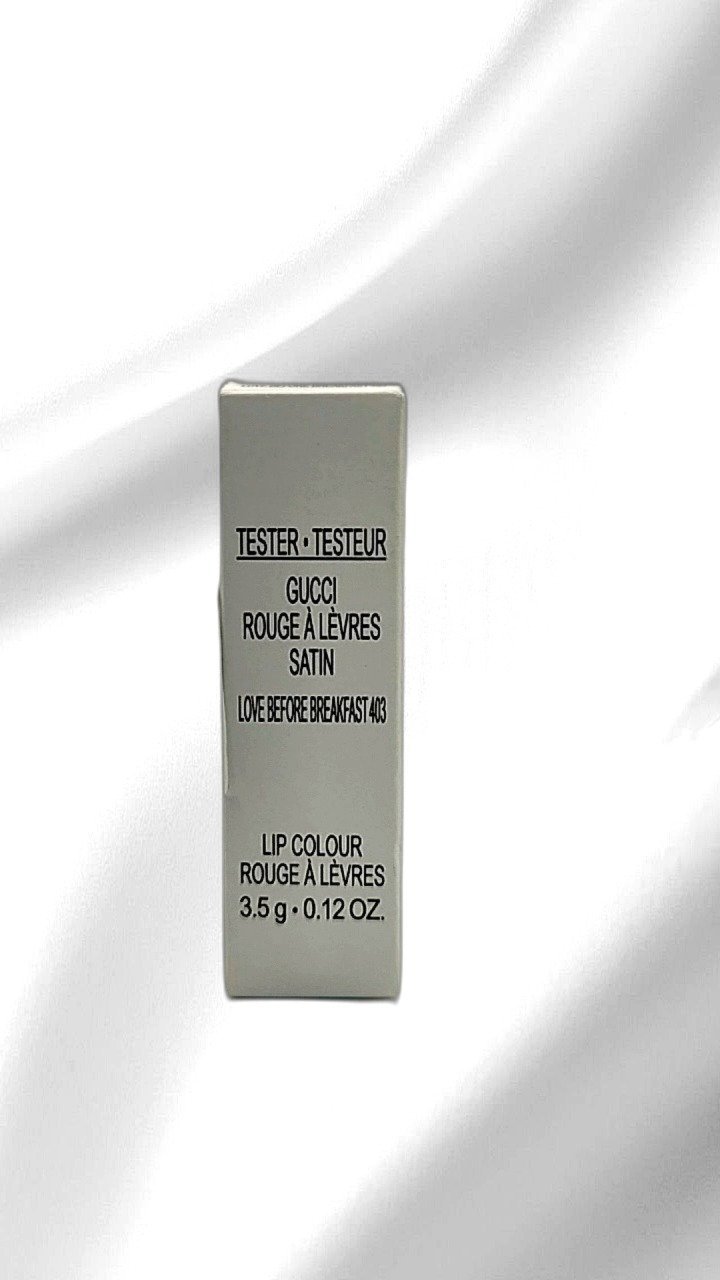 TESTER • TESTEUR
GUCCI
ROUGE À LÈVRES
SATIN
LOVE BEFORE BREAKFAST 403
LIP COLOUR
ROUGE À LÈVRES
3.5 g • 0.12 OZ.